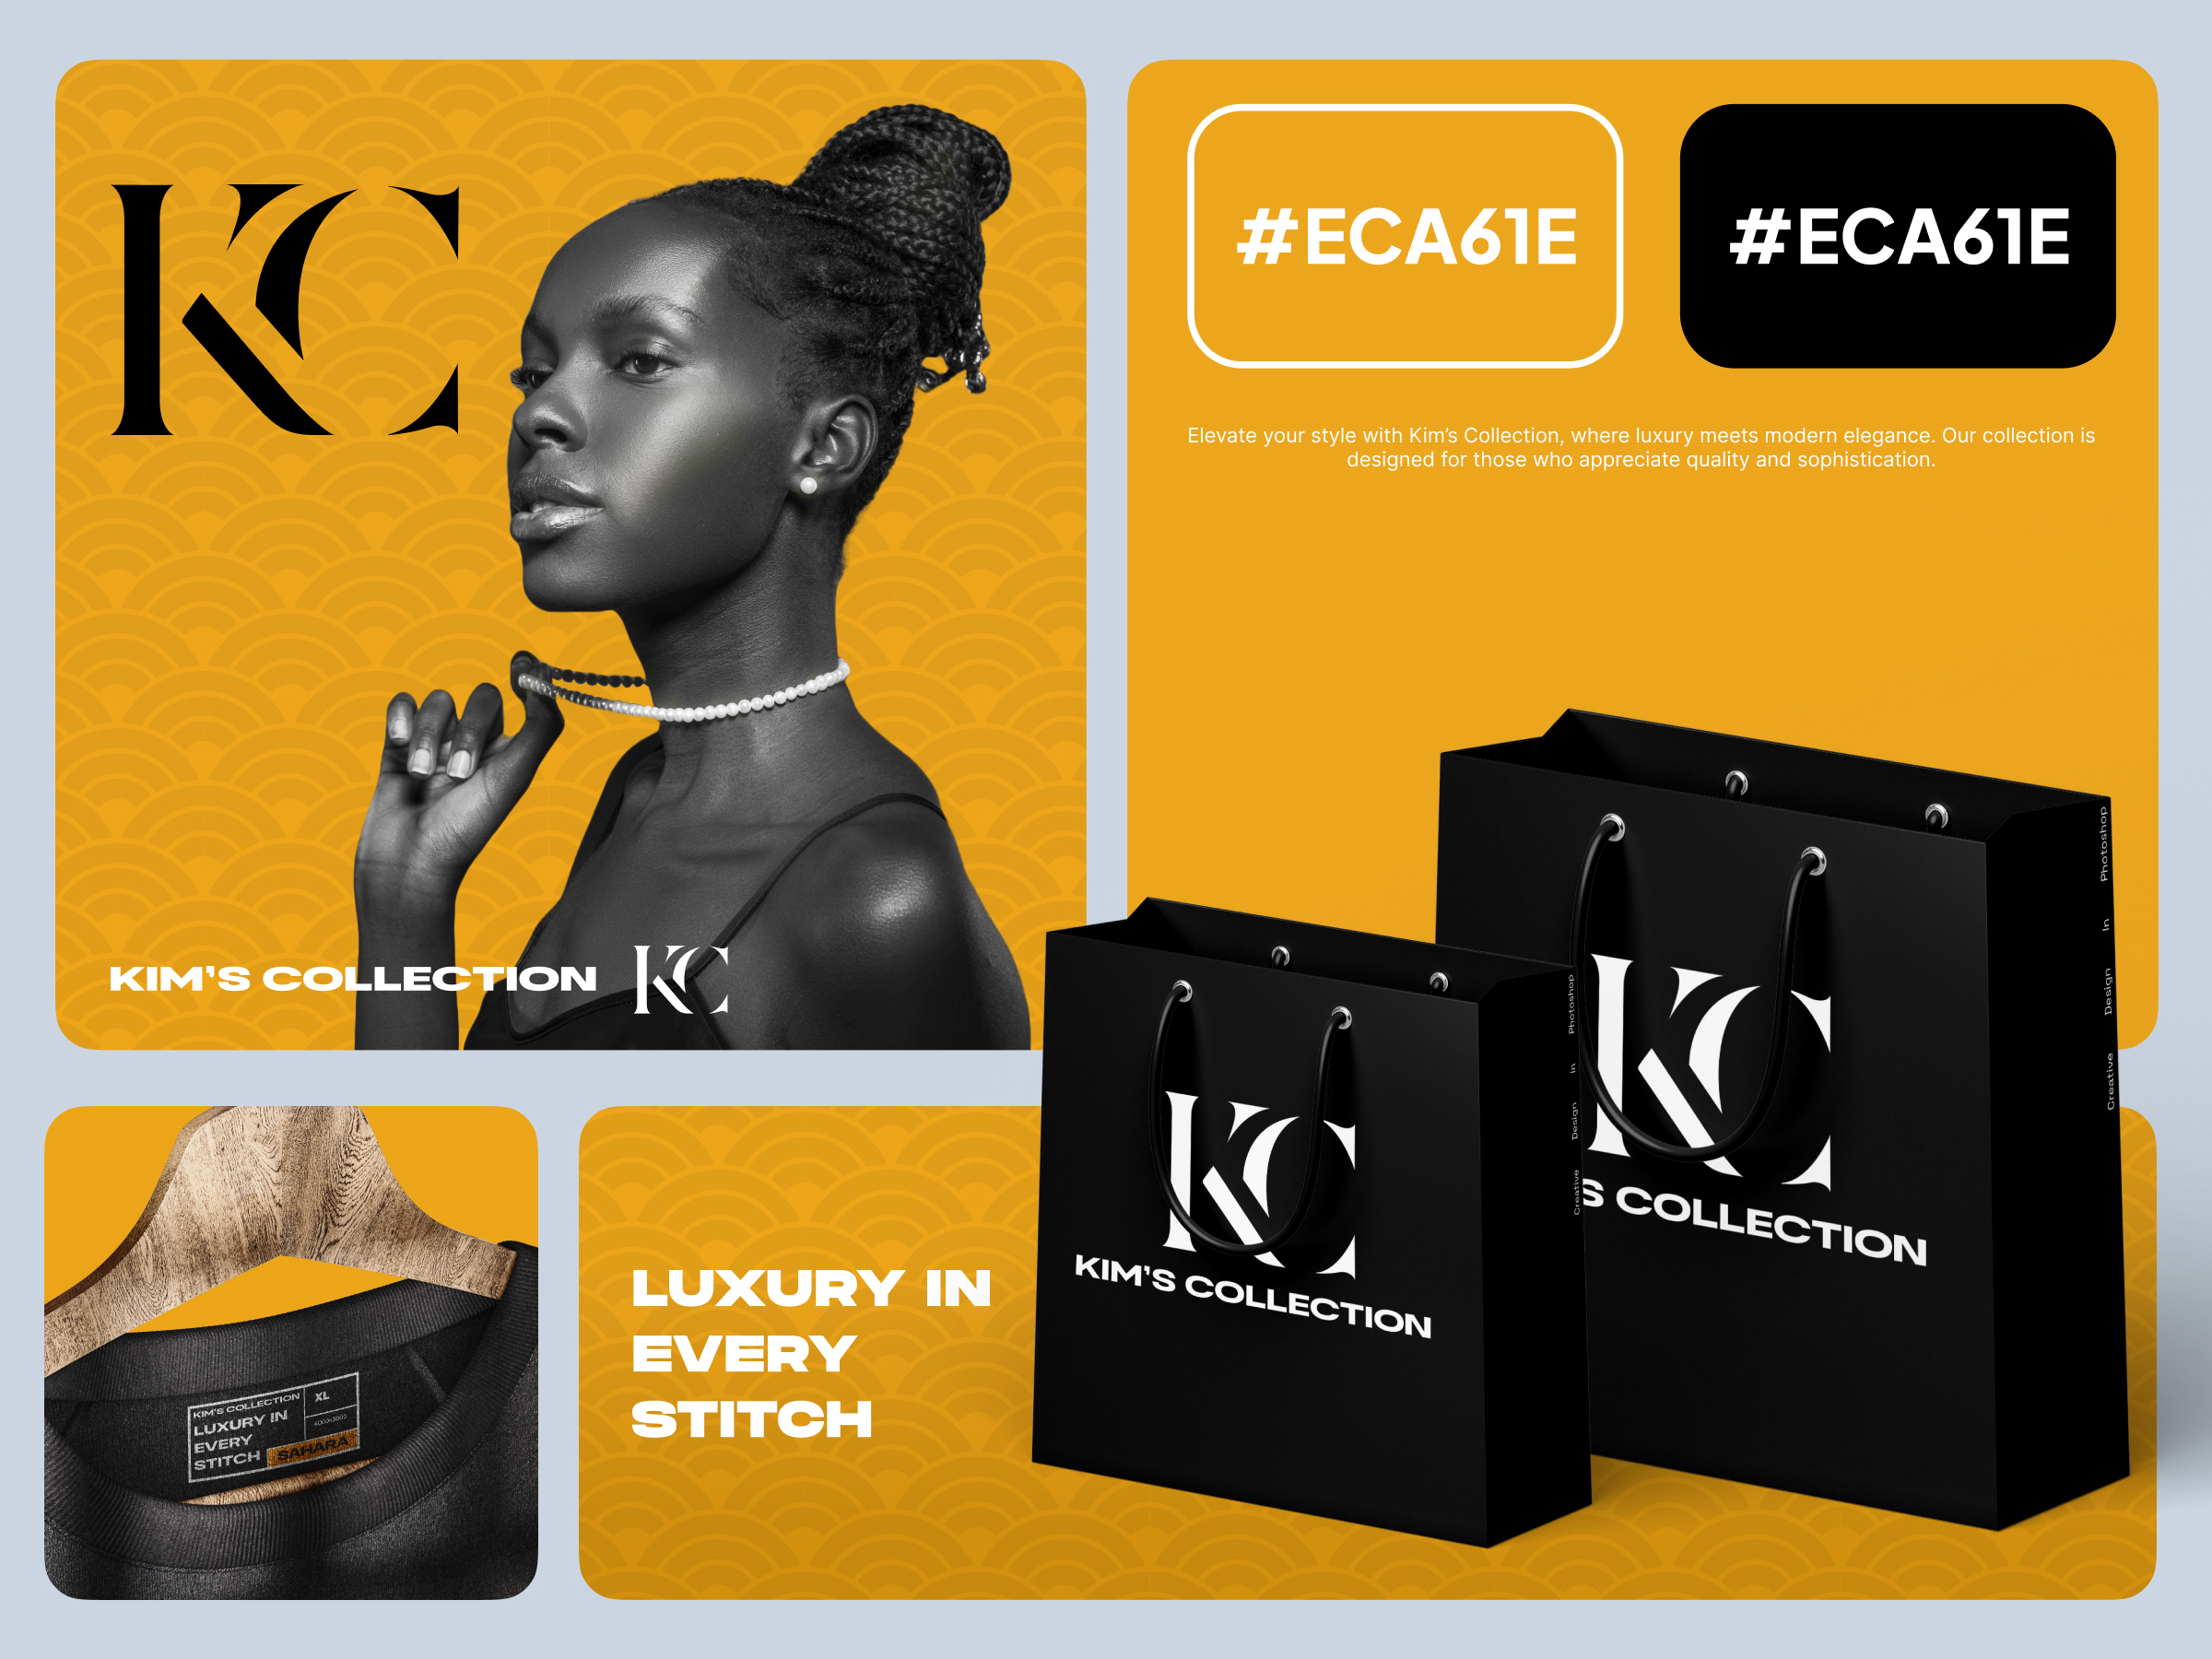 KC
KIM'S COLLECTION KC
#ECA61E
#ECA61E
Elevate your style with Kim's Collection, where luxury meets modern elegance. Our collection is
designed for those who appreciate quality and sophistication.
KIM'S COLLECTION
XL
4000x3000
LUXURY IN
EVERY
STITCH
SAHARA
LUXURY IN
EVERY
STITCH
KC
KIM'S COLLECTION
Creative Design In Photoshop
KC
S COLLECTION
Creative Design In Photoshop